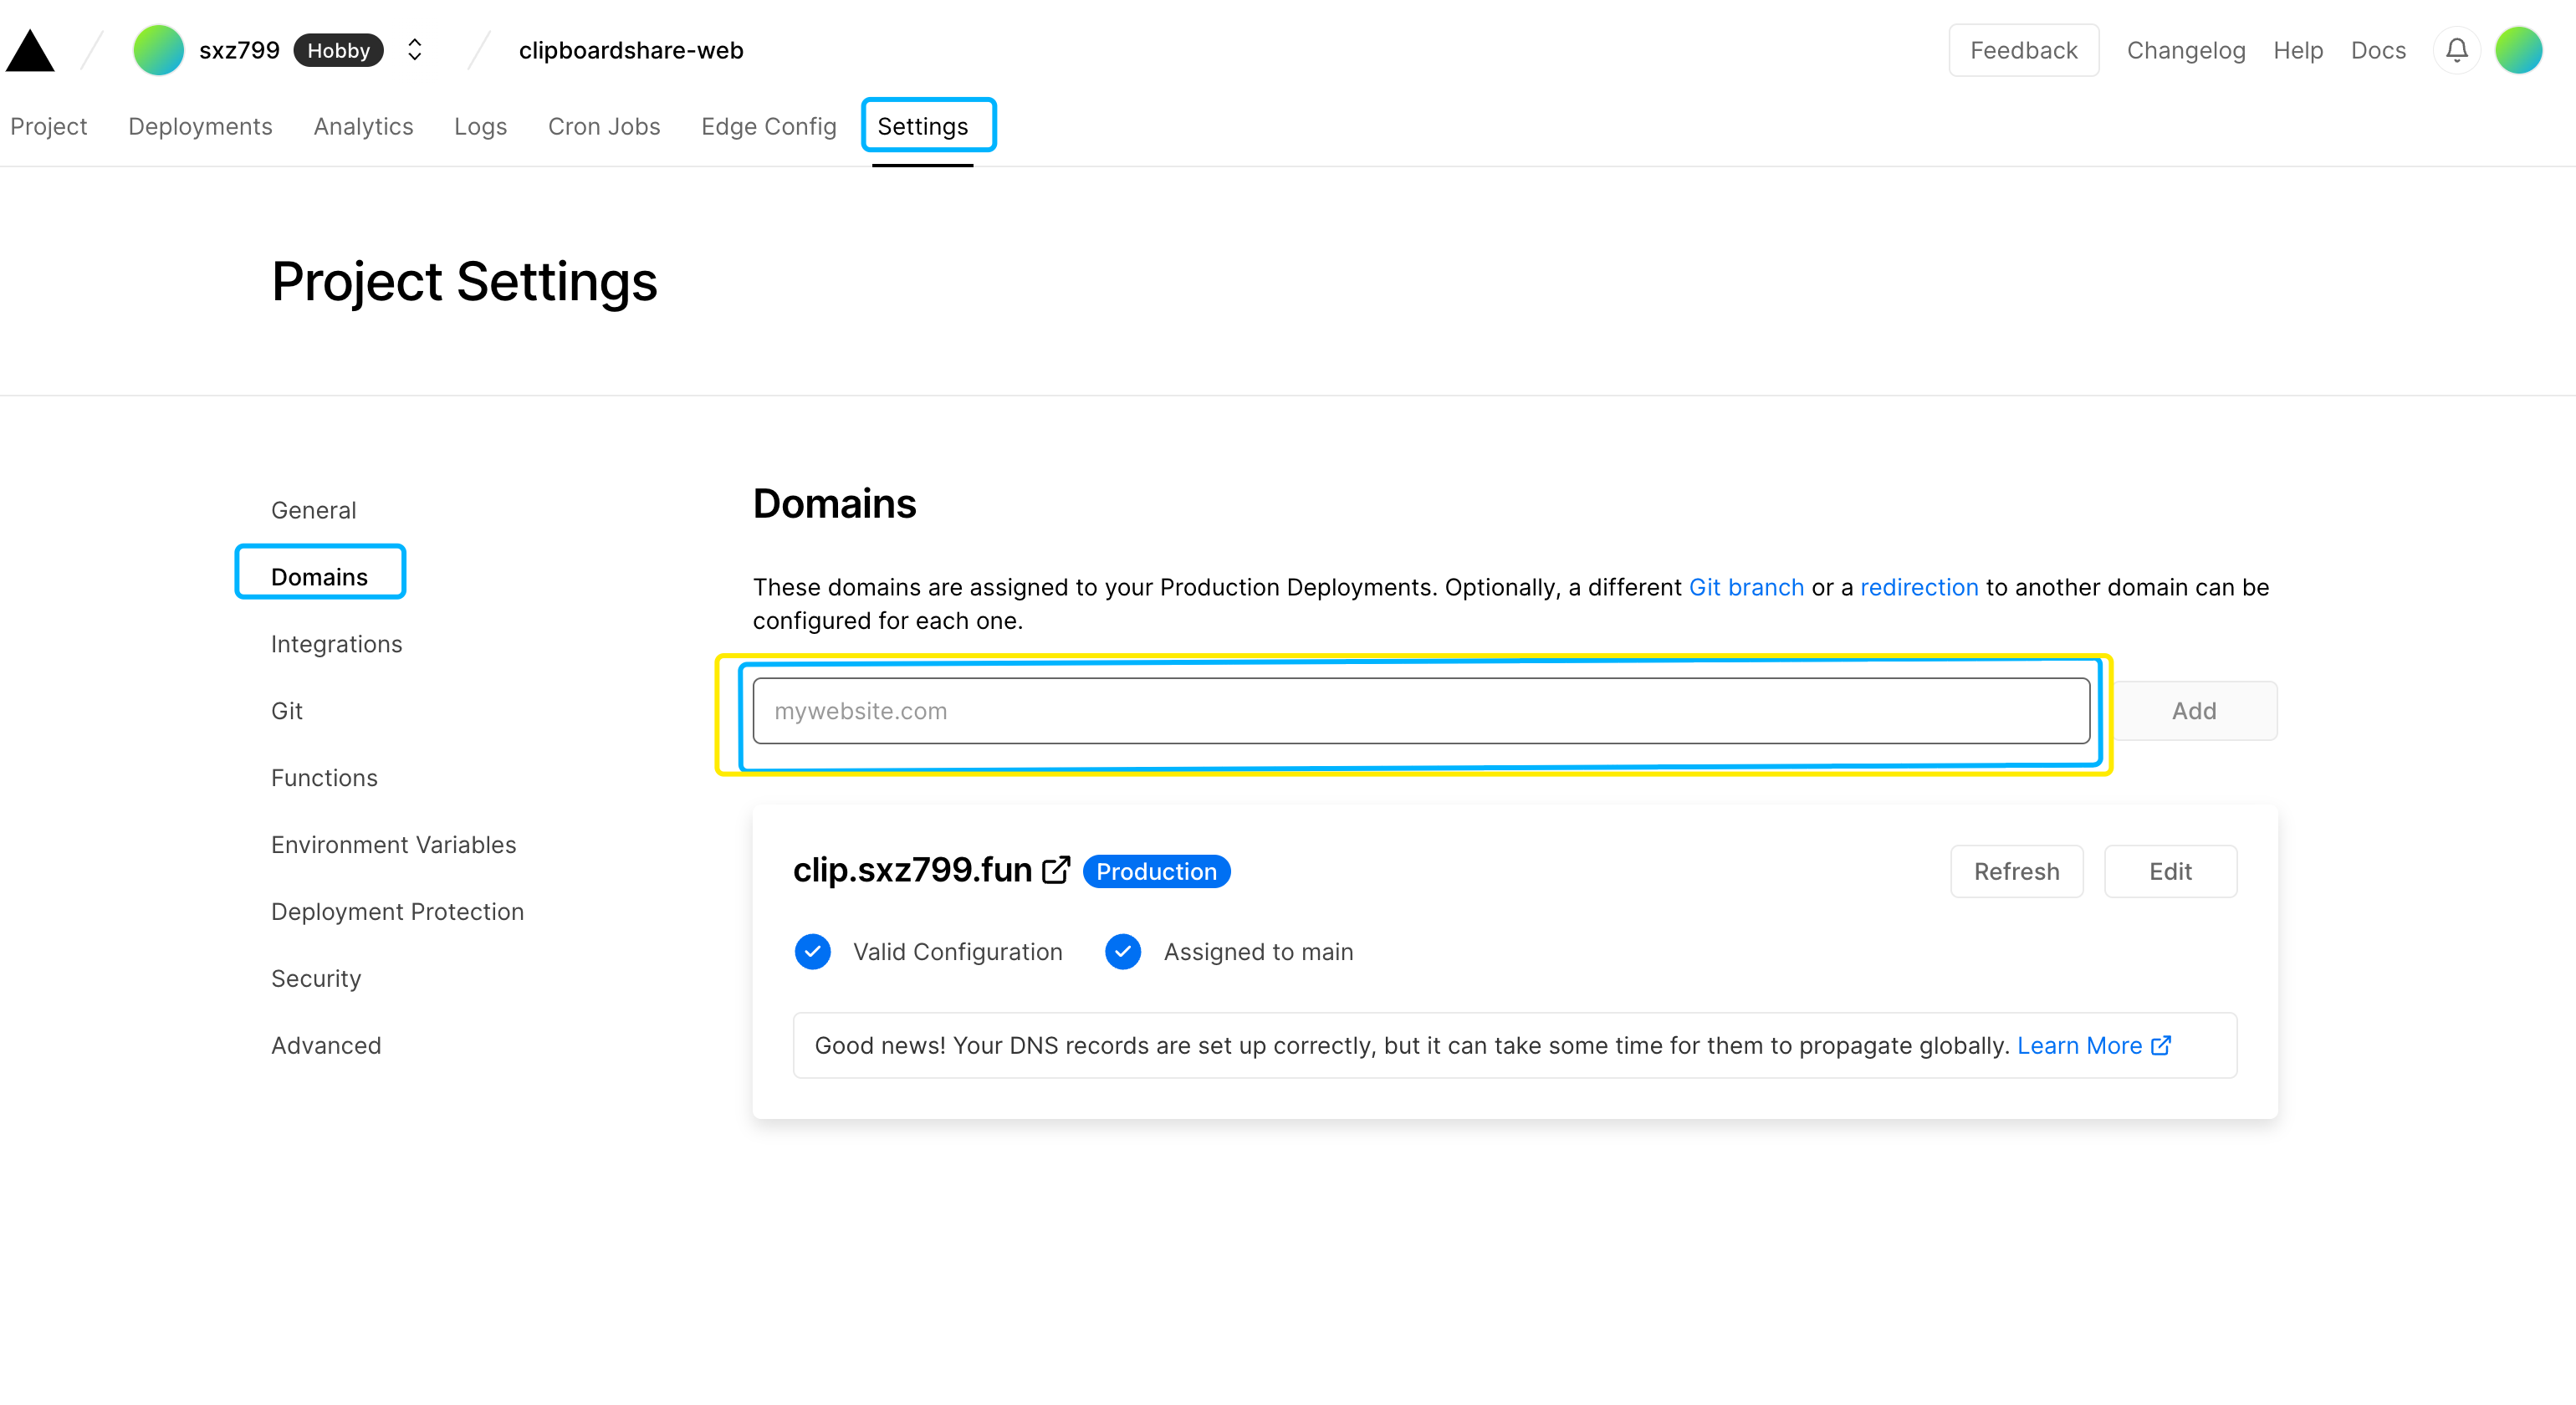 sxz799 Hobby clipboardshare-web Feedback Changelog Help Docs
Project Deployments Analytics Logs Cron Jobs Edge Config Settings
Project Settings
General
Domains
Integrations
Git
Functions
Environment Variables
Deployment Protection
Security
Advanced
Domains
These domains are assigned to your Production Deployments. Optionally, a different Git branch or a redirection to another domain can be
configured for each one.
mywebsite.com Add
clip.sxz799.fun Production Refresh Edit
Valid Configuration Assigned to main
Good news! Your DNS records are set up correctly, but it can take some time for them to propagate globally. Learn More